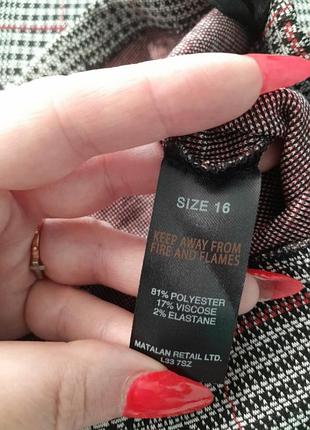 SIZE 16
KEEP AWAY FROM
FIRE AND FLAMES
81% POLYESTER
17% VISCOSE
2% ELASTANE
MATALAN RETAIL LTD.
L33 7SZ